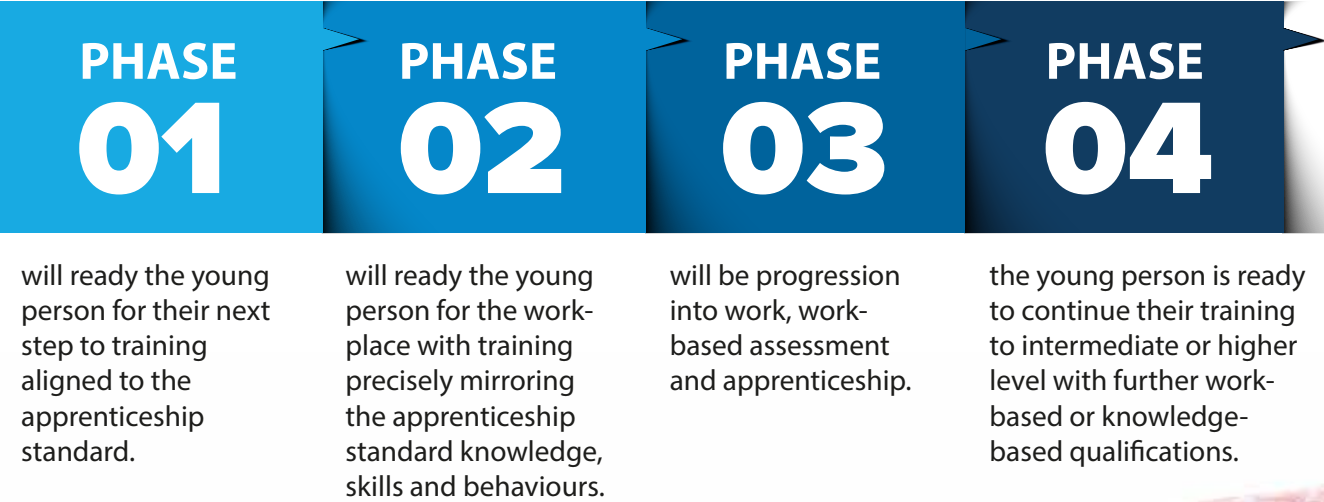 PHASE
01
will ready the young
person for their next
step to training
aligned to the
apprenticeship
standard.
PHASE
02
will ready the young
person for the work-
place with training
precisely mirroring
the apprenticeship
standard knowledge,
skills and behaviours.
PHASE
03
will be progression
into work, work-
based assessment
and apprenticeship.
PHASE
04
the young person is ready
to continue their training
to intermediate or higher
level with further work-
based or knowledge-
based qualifications.